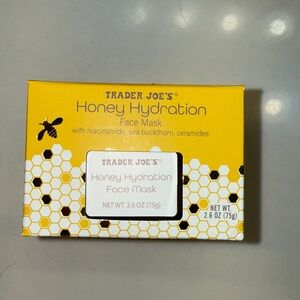 TRADER JOE'S®
Honey Hydration
Face Mask
with niacinamide, sea buckthorn, ceramides
TRADER JOE'S®
Honey Hydration
Face Mask
NET WT. 2.6 OZ (75g)
NET WT.
2.6 OZ (75g)